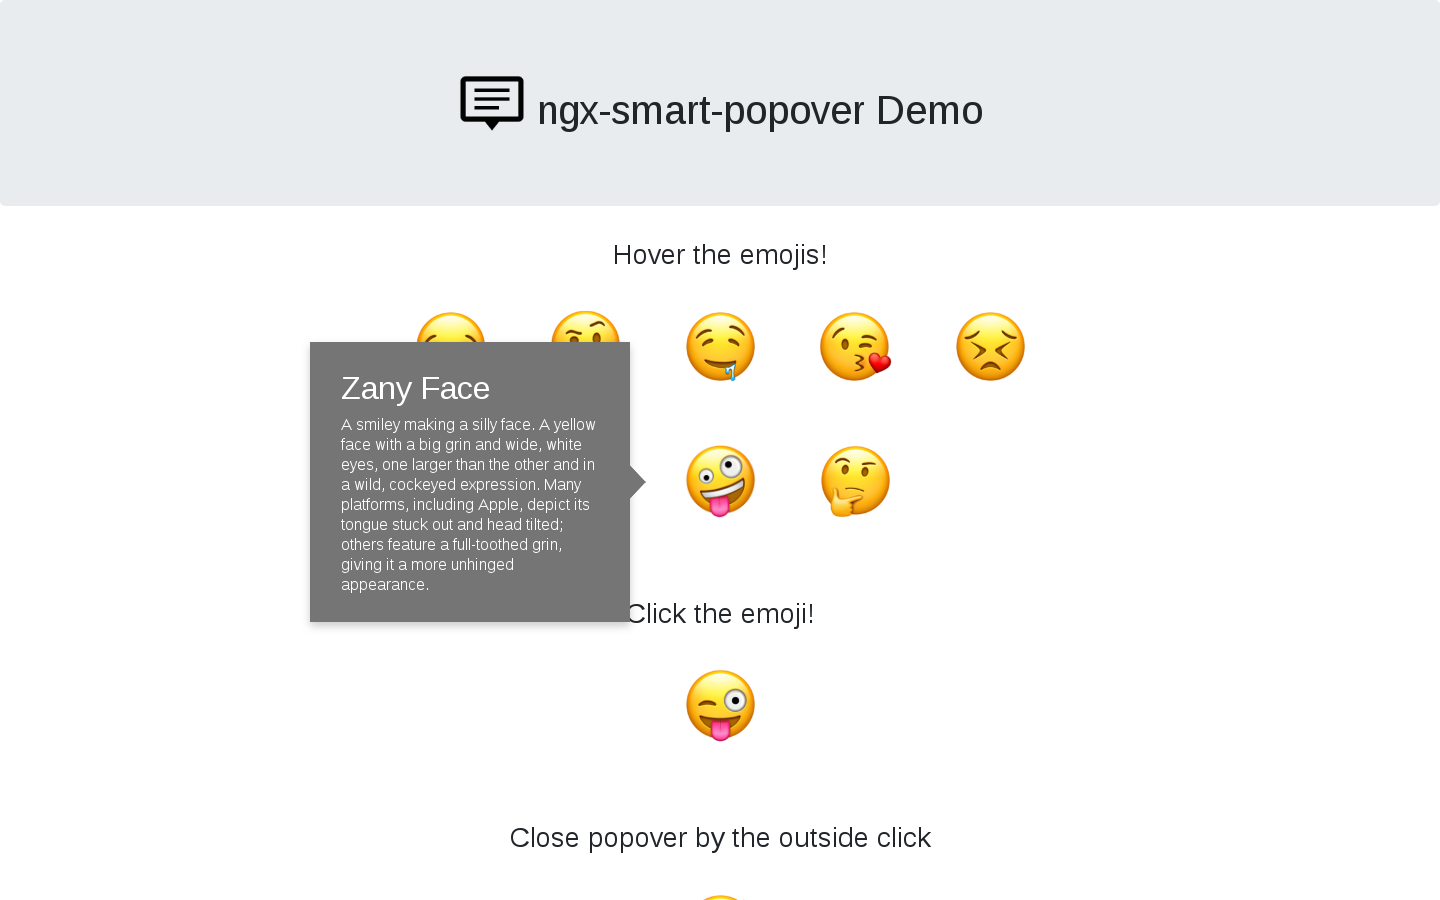 ngx-smart-popover Demo
Hover the emojis!
Zany Face
A smiley making a silly face. A yellow
face with a big grin and wide, white
eyes, one larger than the other and in
a wild, cockeyed expression. Many
platforms, including Apple, depict its
tongue stuck out and head tilted;
others feature a full-toothed grin,
giving it a more unhinged
appearance.
Click the emoji!
Close popover by the outside click